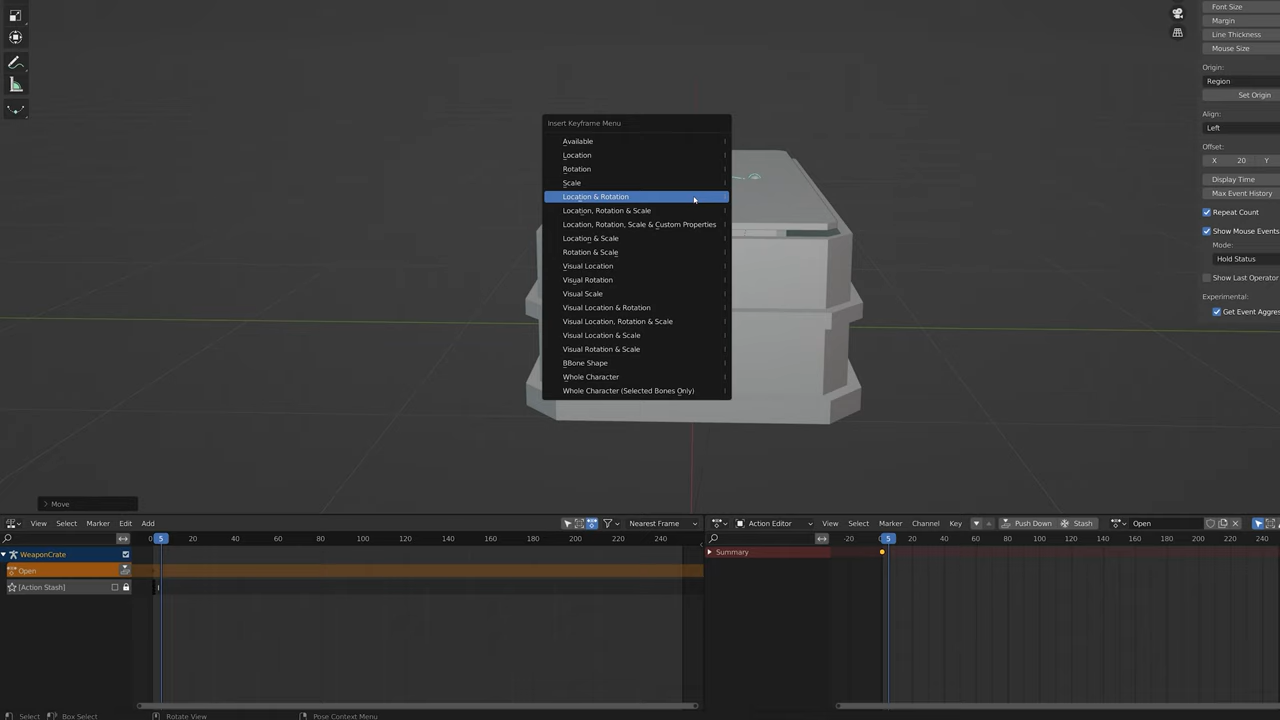 Font Size
Margin
Line Thickness
Mouse Size
Origin:
Region
Set Origin
Align:
Left
Offset:
X 20 Y
Display Time
Max Event History
Repeat Count
Show Mouse Events
Mode:
Hold Status
Show Last Operator
Experimental:
Get Event Aggres
Insert Keyframe Menu
Available
Location
Rotation
Scale
Location & Rotation
Location, Rotation & Scale
Location, Rotation, Scale & Custom Properties
Location & Scale
Rotation & Scale
Visual Location
Visual Rotation
Visual Scale
Visual Location & Rotation
Visual Location, Rotation & Scale
Visual Location & Scale
Visual Rotation & Scale
BBone Shape
Whole Character
Whole Character (Selected Bones Only)
Move
View Select Marker Edit Add Nearest Frame
0 5 20 40 60 80 100 120 140 160 180 200 220 240
WeaponCrate
Open
[Action Stash]
Action Editor View Select Marker Channel Key Push Down Stash Open
-20 5 20 40 60 80 100 120 140 160 180 200 220 240
Summary
Select Box Select Rotate View Pose Context Menu